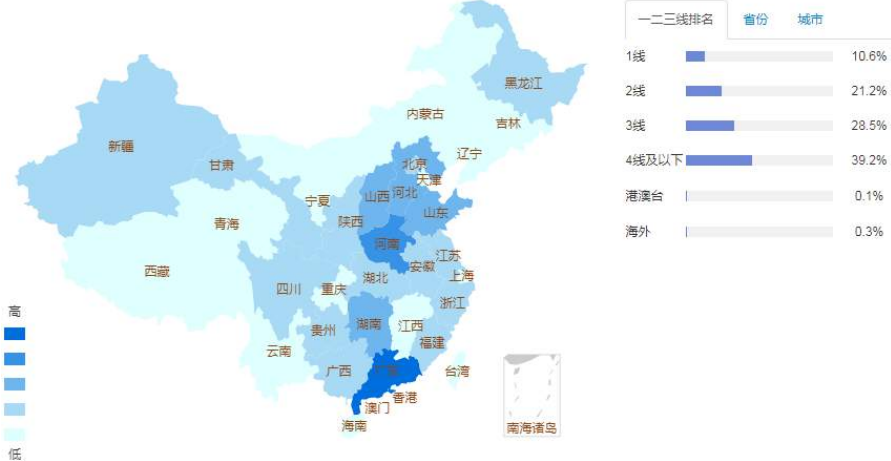 一二三线排名 省份 城市
1线 10.6%
2线 21.2%
3线 28.5%
4线及以下 39.2%
港澳台 0.1%
海外 0.3%
黑龙江
内蒙古
吉林
新疆
辽宁
北京
甘肃
天津
宁夏
山西
河北
山东
青海
陕西
河南
江苏
安徽
西藏
上海
湖北
四川
重庆
浙江
高
湖南
江西
贵州
福建
云南
广西
广东
台湾
香港
澳门
海南
南海诸岛
低